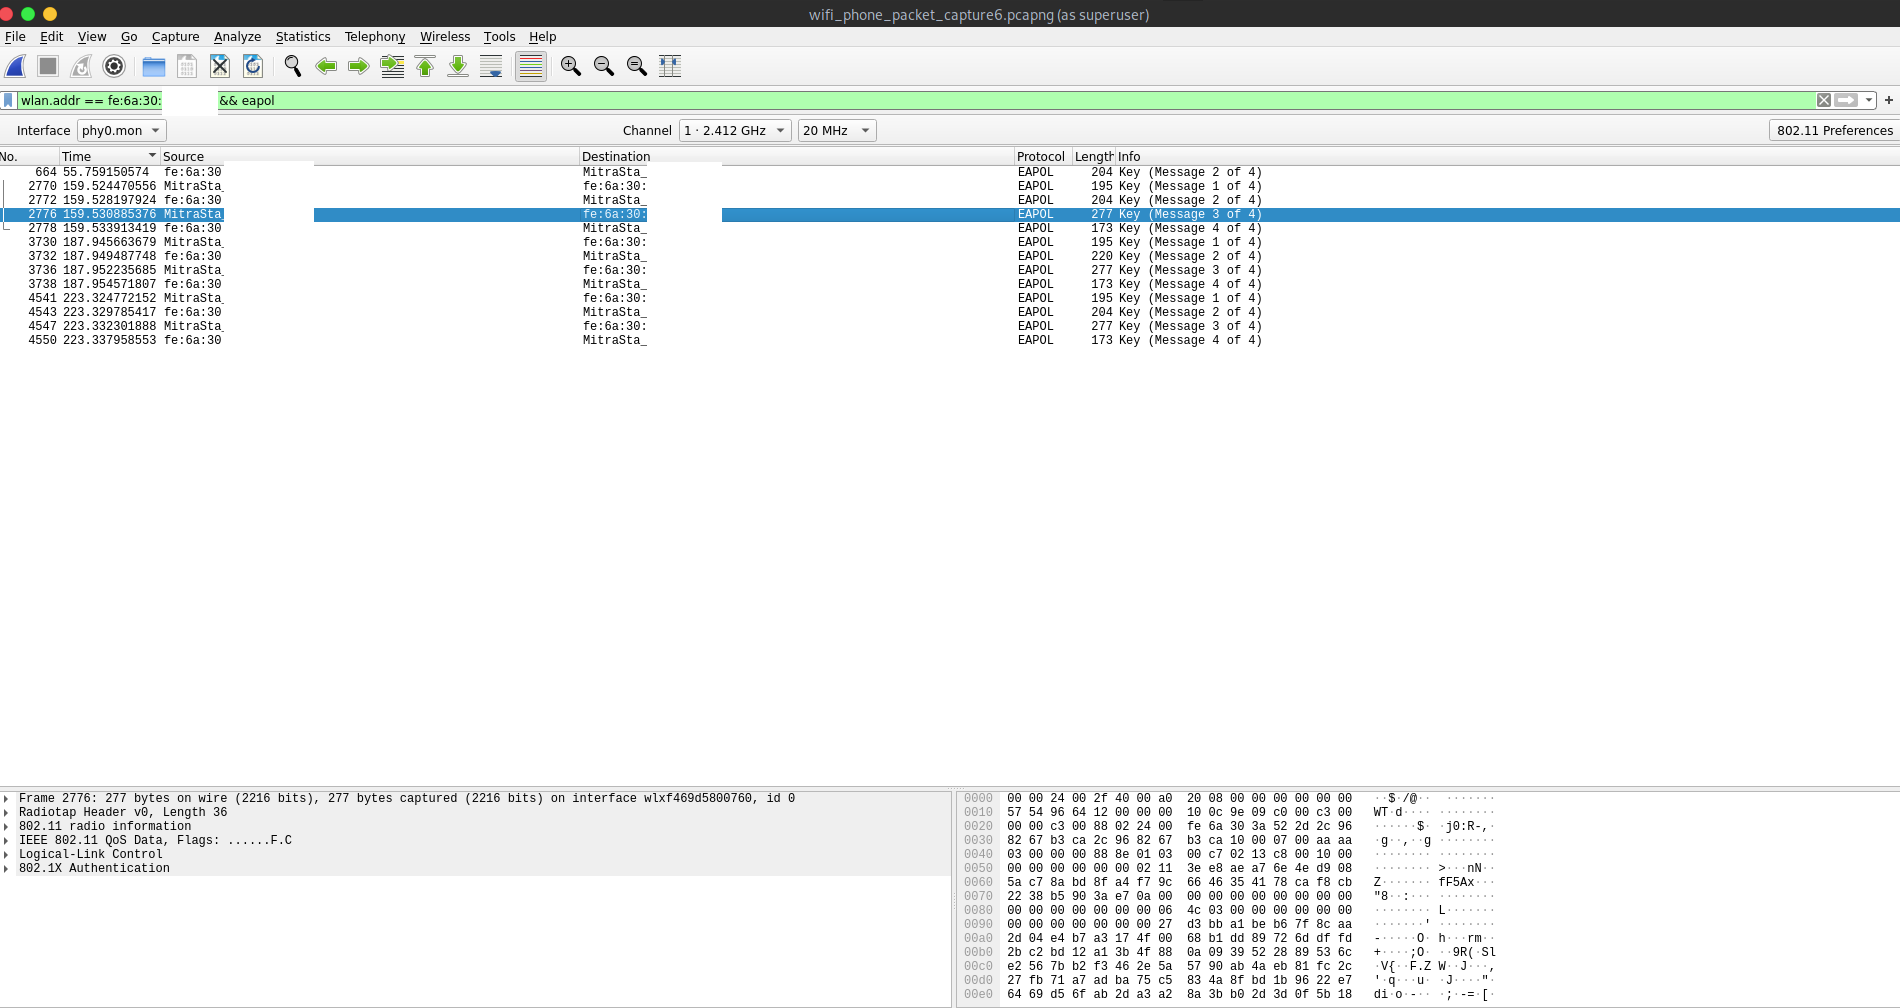 wifi_phone_packet_capture6.pcapng (as superuser)
File Edit View Go Capture Analyze Statistics Telephony Wireless Tools Help
wlan.addr == fe:6a:30: && eapol
Interface phy0.mon Channel 1 · 2.412 GHz 20 MHz 802.11 Preferences
No. Time Source Destination Protocol Length Info
664 55.759150574 fe:6a:30 MitraSta_ EAPOL 204 Key (Message 2 of 4)
2770 159.524470556 MitraSta_ fe:6a:30: EAPOL 195 Key (Message 1 of 4)
2772 159.528197924 fe:6a:30 MitraSta_ EAPOL 204 Key (Message 2 of 4)
2776 159.530885376 MitraSta_ fe:6a:30: EAPOL 277 Key (Message 3 of 4)
2778 159.533913419 fe:6a:30 MitraSta_ EAPOL 173 Key (Message 4 of 4)
3730 187.945663679 MitraSta_ fe:6a:30: EAPOL 195 Key (Message 1 of 4)
3732 187.949487748 fe:6a:30 MitraSta_ EAPOL 220 Key (Message 2 of 4)
3736 187.952235685 MitraSta_ fe:6a:30: EAPOL 277 Key (Message 3 of 4)
3738 187.954571807 fe:6a:30 MitraSta_ EAPOL 173 Key (Message 4 of 4)
4541 223.324772152 MitraSta_ fe:6a:30: EAPOL 195 Key (Message 1 of 4)
4543 223.329785417 fe:6a:30 MitraSta_ EAPOL 204 Key (Message 2 of 4)
4547 223.332301888 MitraSta_ fe:6a:30: EAPOL 277 Key (Message 3 of 4)
4550 223.337958553 fe:6a:30 MitraSta_ EAPOL 173 Key (Message 4 of 4)
Frame 2776: 277 bytes on wire (2216 bits), 277 bytes captured (2216 bits) on interface wlxf469d5800760, id 0
Radiotap Header v0, Length 36
802.11 radio information
IEEE 802.11 QoS Data, Flags: ......F.C
Logical-Link Control
802.1X Authentication
0000 00 00 24 00 2f 40 00 a0 20 08 00 00 00 00 00 00 ··$·/@·· ·······
0010 57 54 96 64 12 00 00 00 10 0c 9e 09 c0 00 c3 00 WT·d···· ········
0020 00 00 c3 00 88 02 24 00 fe 6a 30 3a 52 2d 2c 96 ······$· ·j0:R-,·
0030 82 67 b3 ca 2c 96 82 67 b3 ca 10 00 07 00 aa aa ·g··,··g ········
0040 03 00 00 00 88 8e 01 03 00 c7 02 13 c8 00 10 00 ········ ········
0050 00 00 00 00 00 00 02 11 3e e8 ae a7 6e 4e d9 08 ········ >···nN··
0060 5a c7 8a bd 8f a4 f7 9c 66 46 35 41 78 ca f8 cb Z······· fF5Ax···
0070 22 38 b5 90 3a e7 0a 00 00 00 00 00 00 00 00 00 "8··:··· ········
0080 00 00 00 00 00 00 00 06 4c 03 00 00 00 00 00 00 ········ L·······
0090 00 00 00 00 00 00 00 27 d3 bb a1 be b6 7f 8c aa ·······' ········
00a0 2d 04 e4 b7 a3 17 4f 00 68 b1 dd 89 72 6d df fd -·····O· h···rm··
00b0 2b c2 bd 12 a1 3b 4f 88 0a 09 39 52 28 89 53 6c +····;O· ··9R(·Sl
00c0 e2 56 7b b2 f3 46 2e 5a 57 90 ab 4a eb 81 fc 2c ·V{··F.Z W··J···,
00d0 27 fb 71 a7 ad ba 75 c5 83 4a 8f bd 1b 96 22 e7 '·q···u· ·J····"·
00e0 64 69 d5 6f ab 2d a3 a2 8a 3b b0 2d 3d 0f 5b 18 di·o·-·· ·;·-=·[·